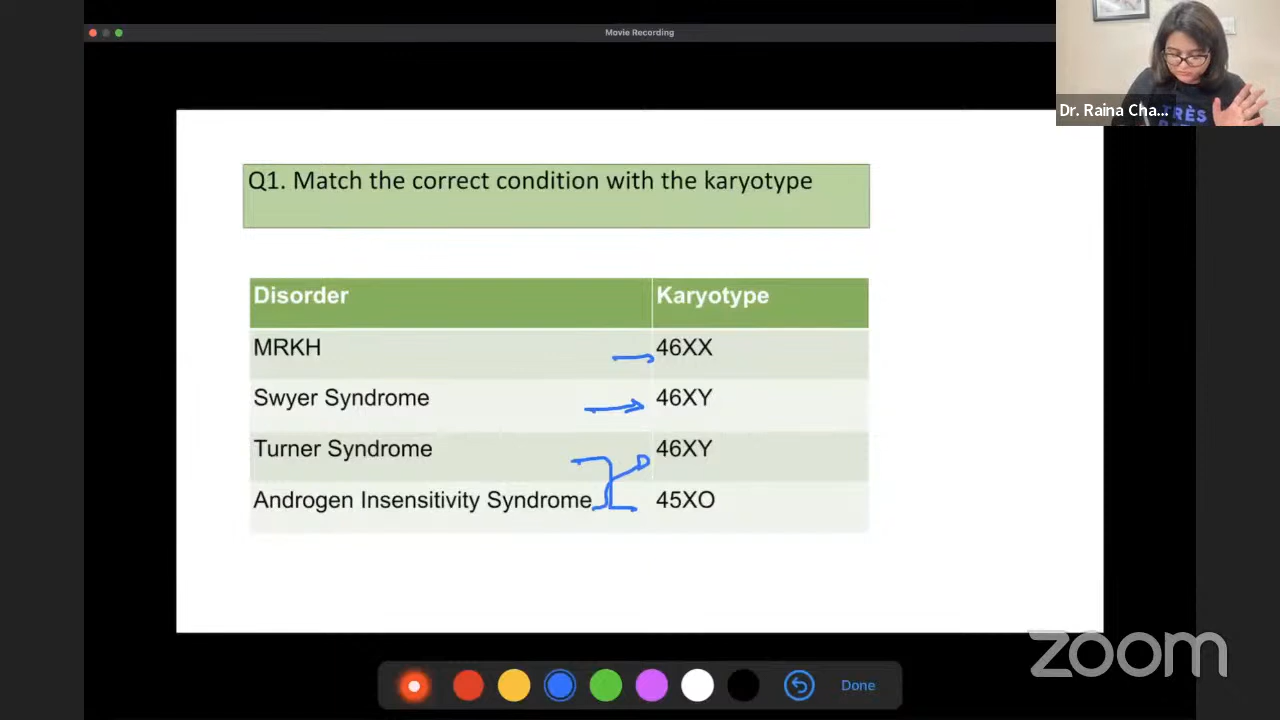 Movie Recording
Dr. Raina Cha...
TRÈS
Q1. Match the correct condition with the karyotype
Disorder Karyotype
MRKH 46XX
Swyer Syndrome 46XY
Turner Syndrome 46XY
Androgen Insensitivity Syndrome 45XO
zoom
Done